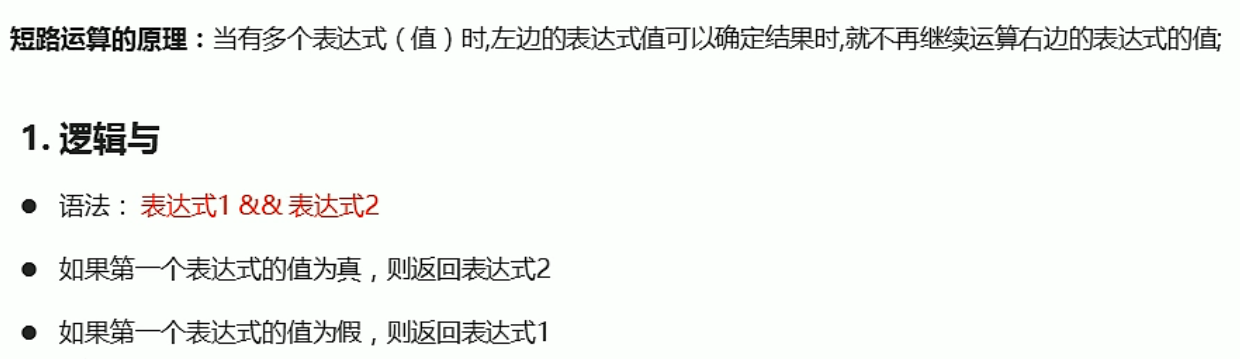 短路运算的原理：当有多个表达式（值）时,左边的表达式值可以确定结果时,就不再继续运算右边的表达式的值;
1. 逻辑与
● 语法： 表达式1 && 表达式2
● 如果第一个表达式的值为真，则返回表达式2
● 如果第一个表达式的值为假，则返回表达式1